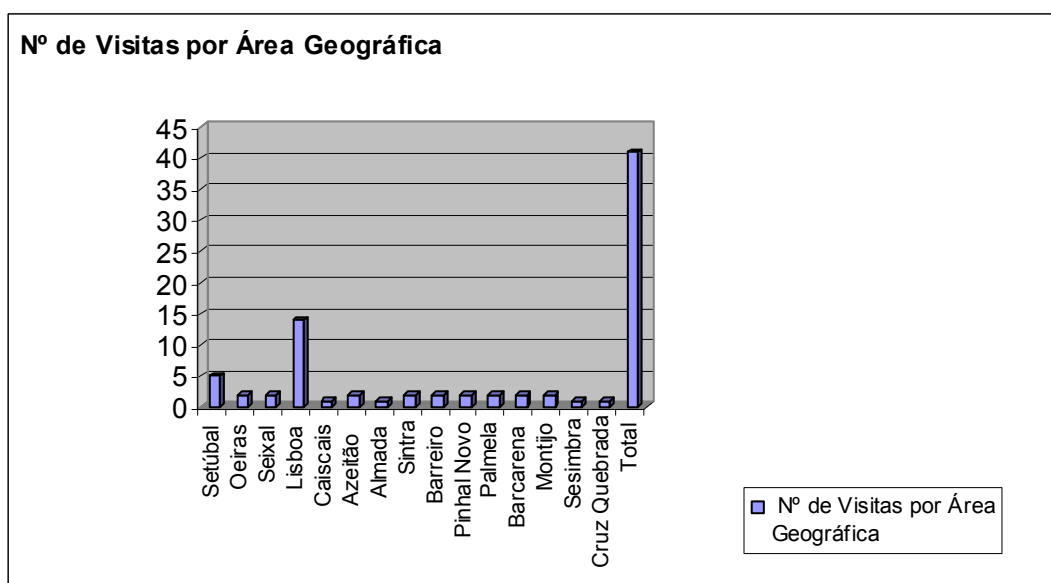 Nº de Visitas por Área Geográfica
45
40
35
30
25
20
15
10
5
0
Setúbal
Oeiras
Seixal
Lisboa
Caiscais
Azeitão
Almada
Sintra
Barreiro
Pinhal Novo
Palmela
Barcarena
Montijo
Sesimbra
Cruz Quebrada
Total
Nº de Visitas por Área
Geográfica